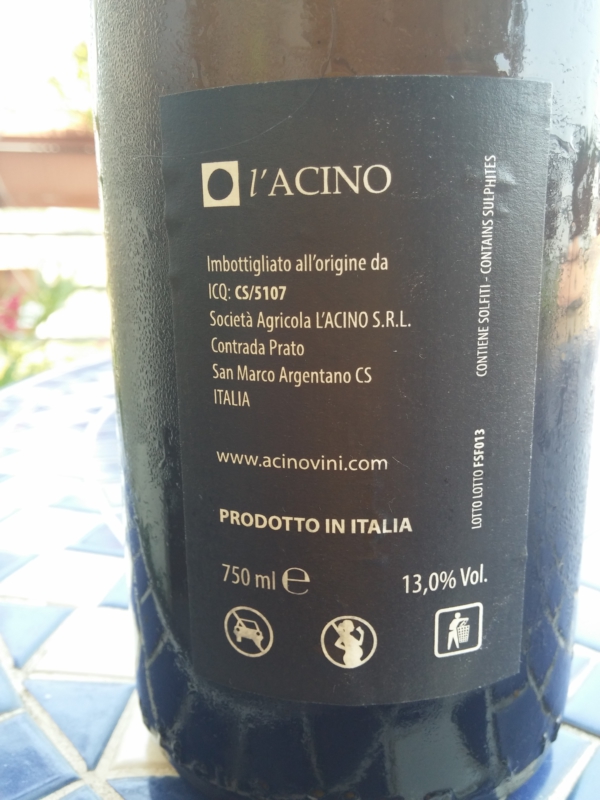 l'ACINO
Imbottigliato all'origine da
ICQ: CS/5107
Società Agricola L'ACINO S.R.L.
Contrada Prato
San Marco Argentano CS
ITALIA
www.acinovini.com
PRODOTTO IN ITALIA
750 ml ℮
13,0% Vol.
CONTIENE SOLFITI - CONTAINS SULPHITES
LOTTO LOTTO FSF013